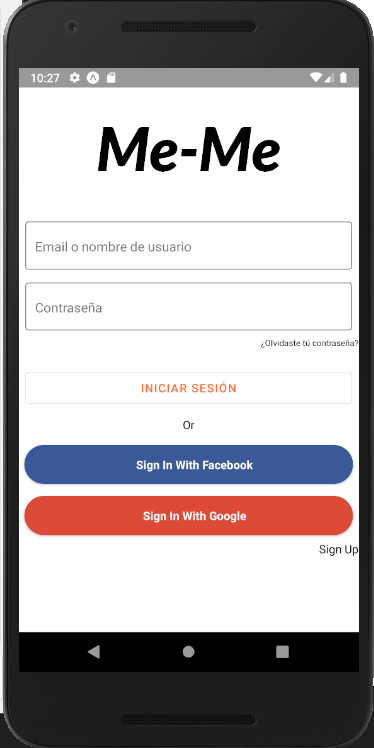 10:27
Me-Me
Email o nombre de usuario
Contraseña
¿Olvidaste tú contraseña?
INICIAR SESIÓN
Or
Sign In With Facebook
Sign In With Google
Sign Up